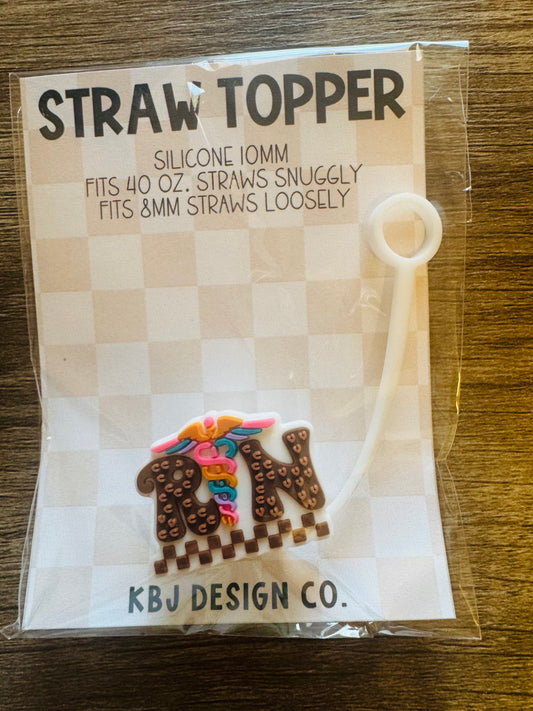 STRAW TOPPER
SILICONE 10MM
FITS 40 OZ. STRAWS SNUGGLY
FITS 8MM STRAWS LOOSELY
RN
KBJ DESIGN CO.